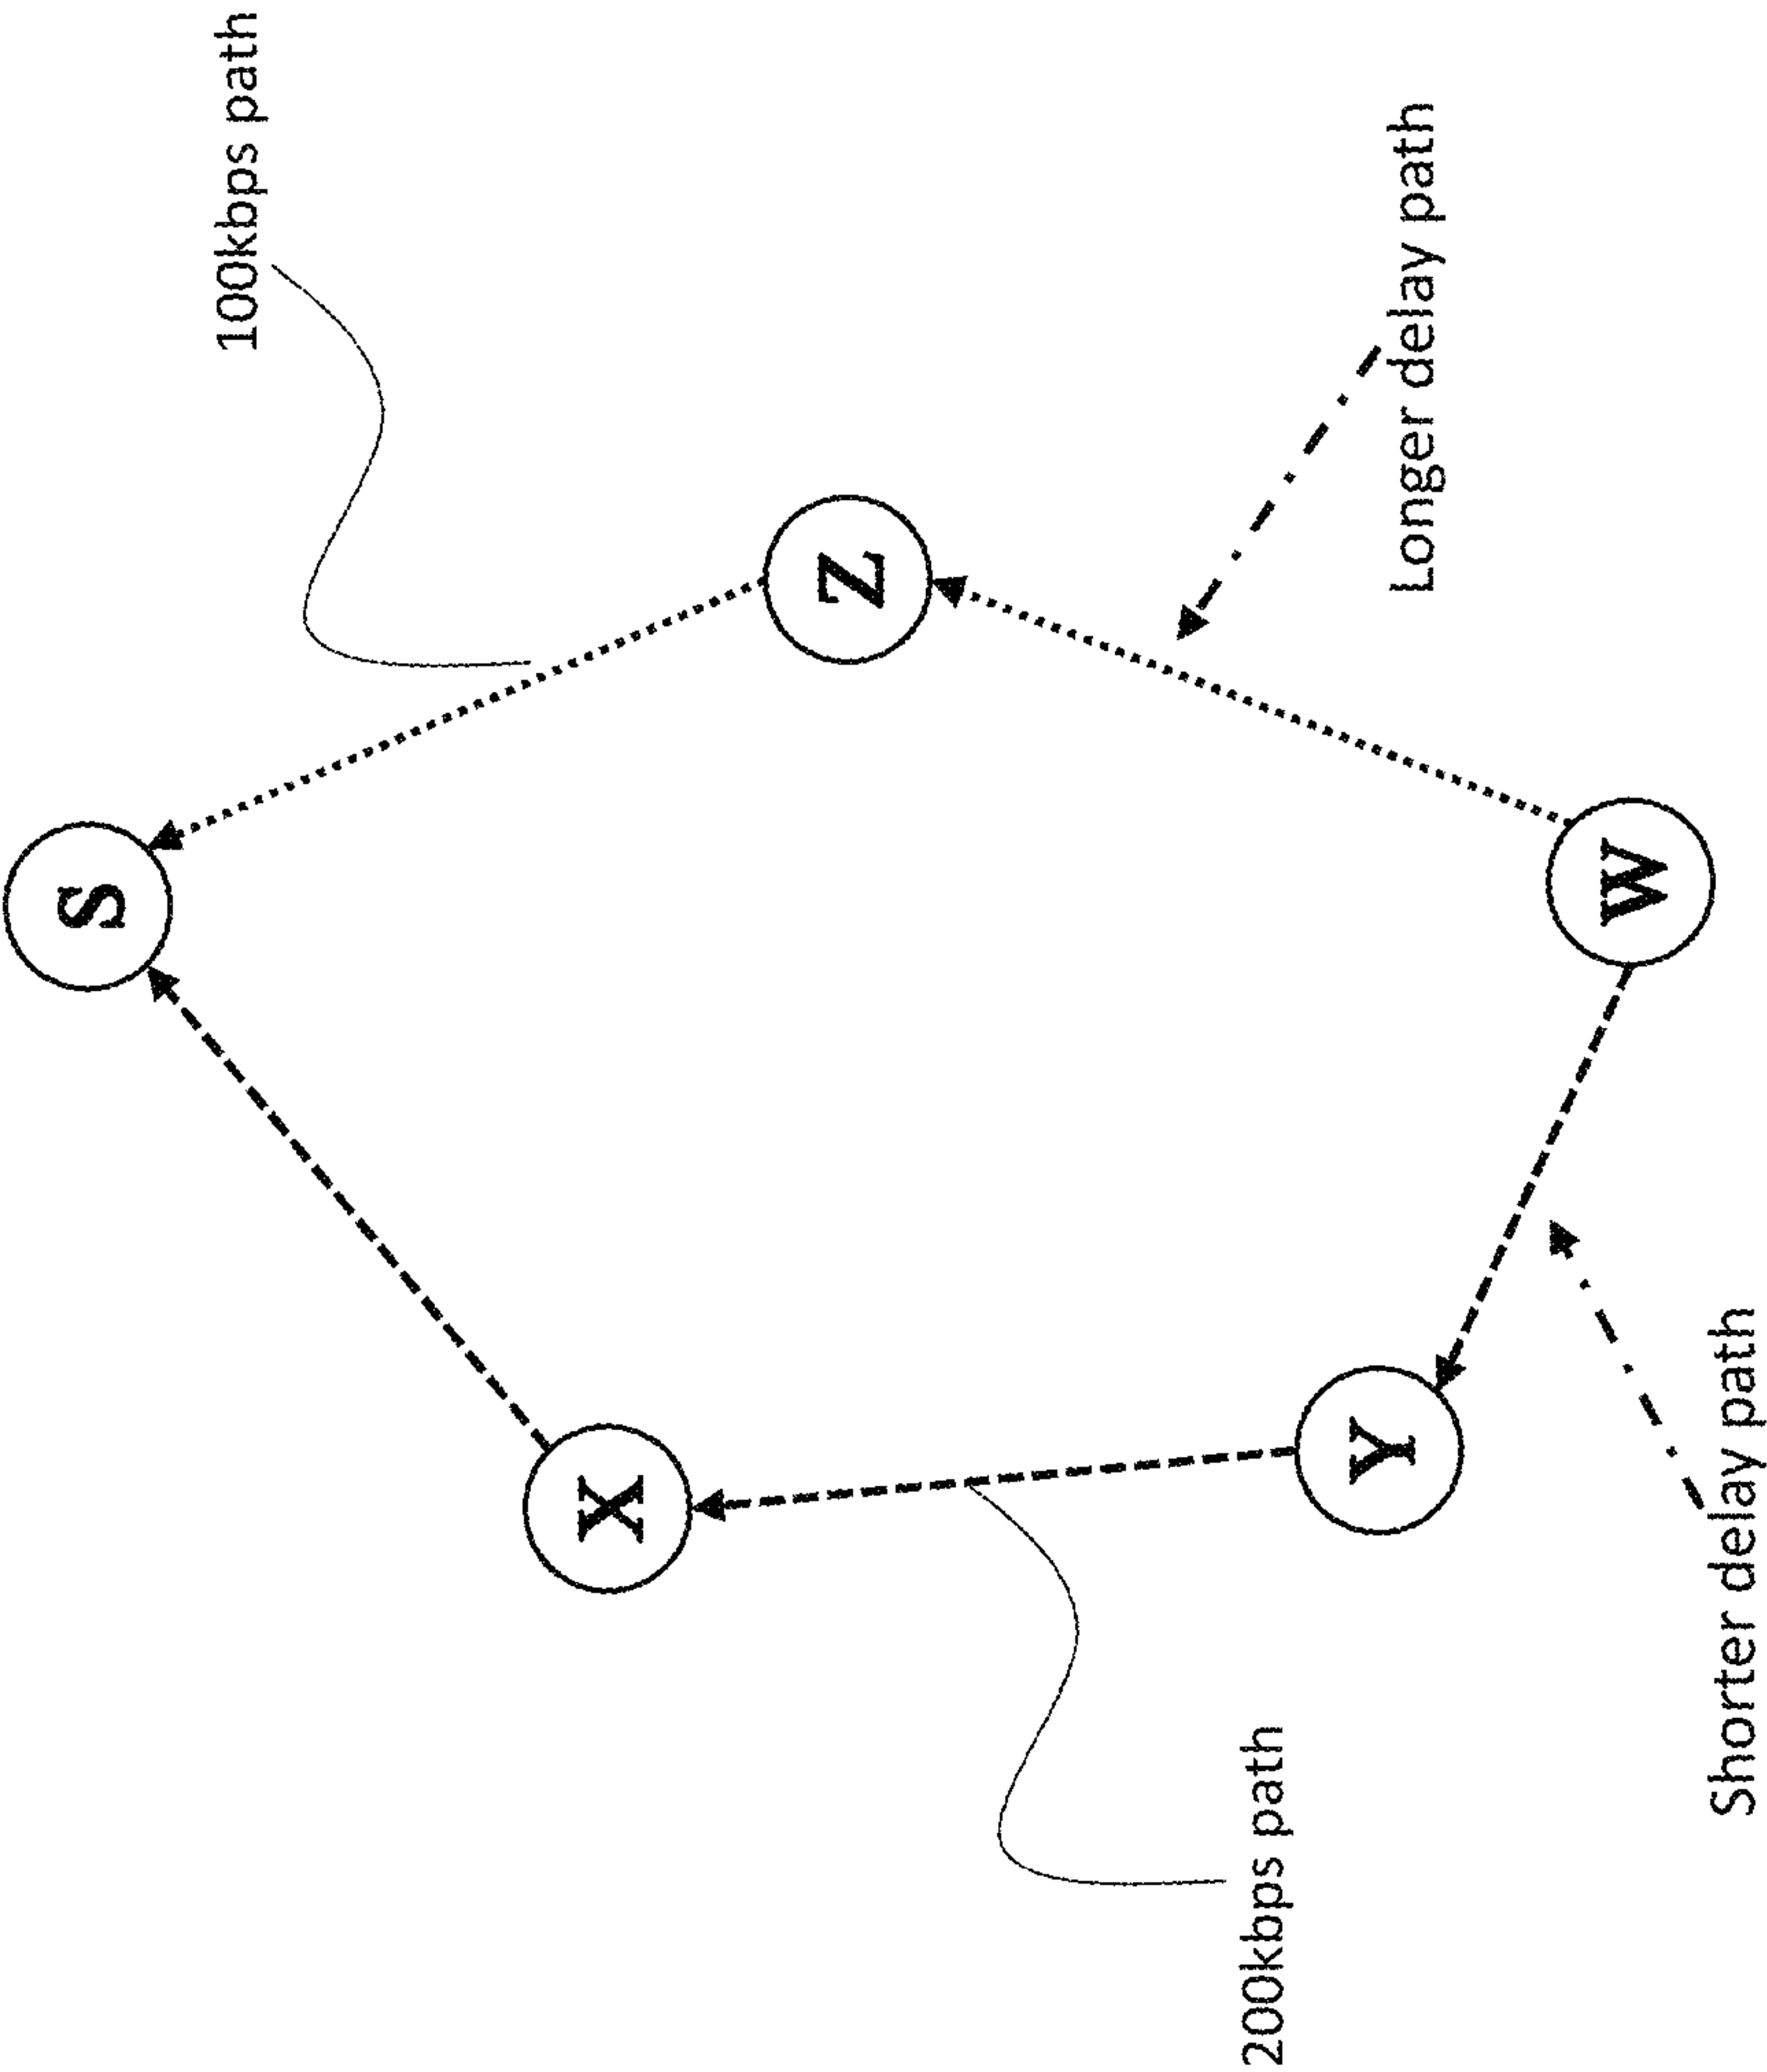 100kbps path
S
Z
Longer delay path
X
W
Y
200kbps path
Shorter delay path